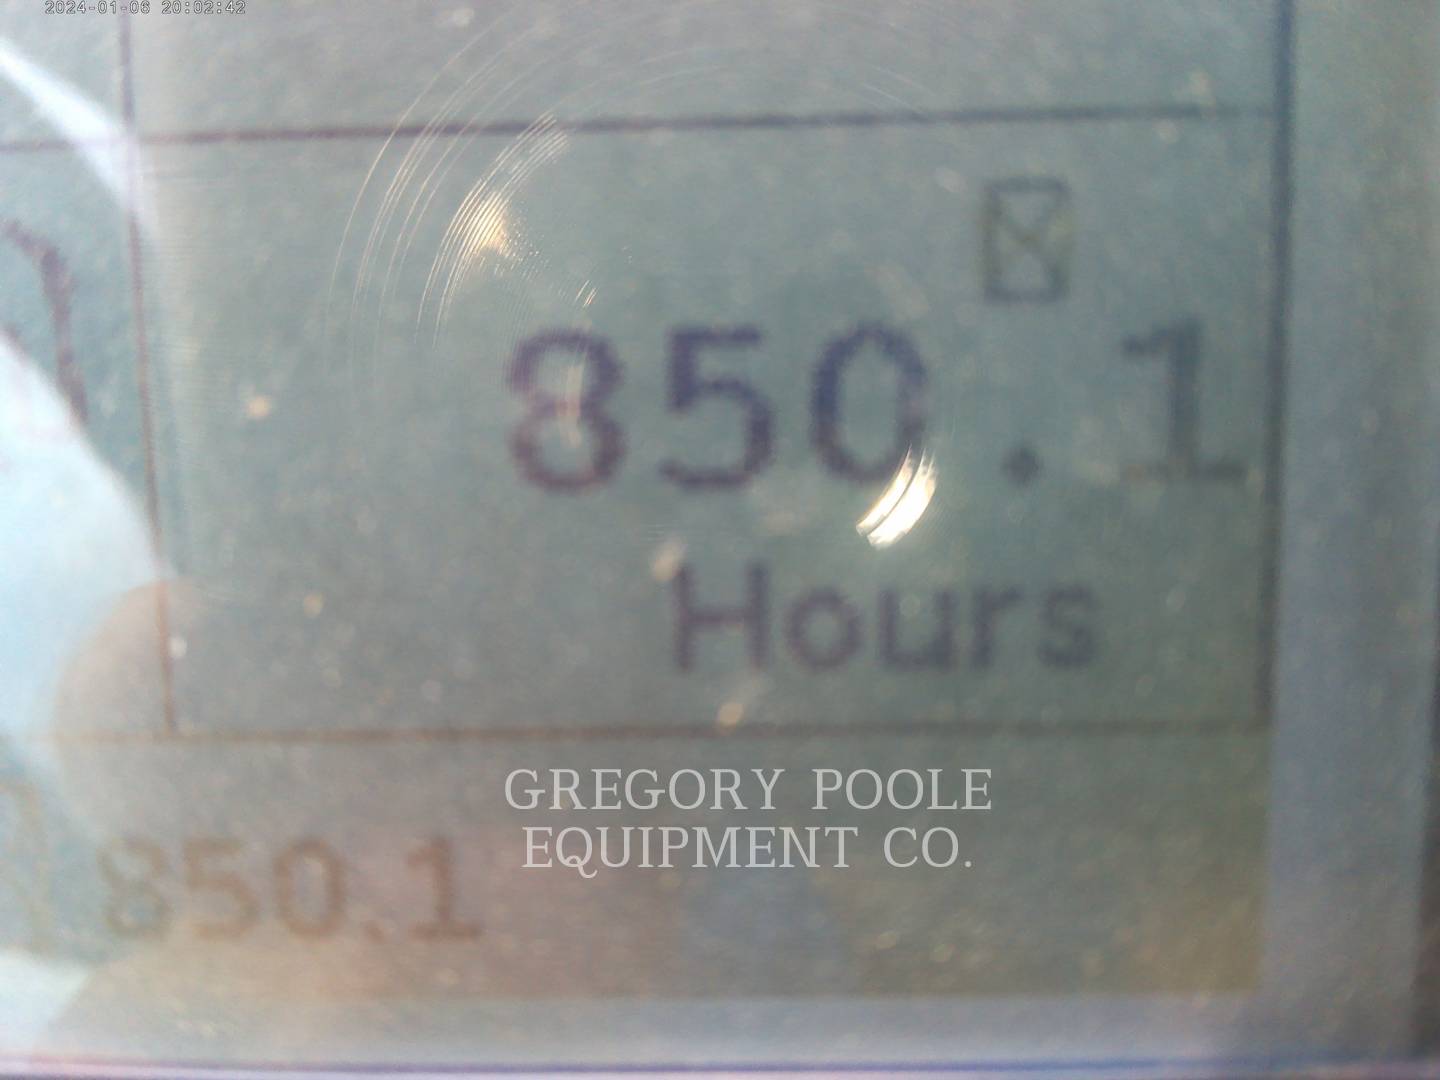 2024-01-06 20:02:42
850.1
Hours
GREGORY POOLE
EQUIPMENT CO.
850.1